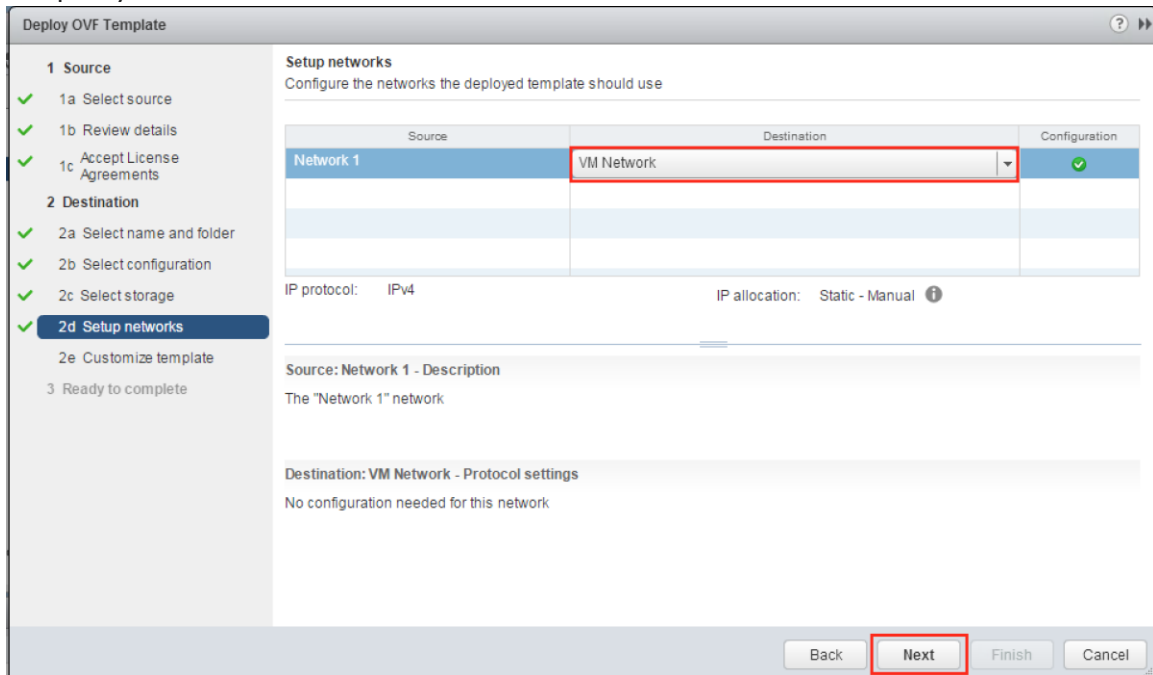 Deploy OVF Template
1 Source
1a Select source
1b Review details
1c Accept License
Agreements
2 Destination
2a Select name and folder
2b Select configuration
2c Select storage
2d Setup networks
2e Customize template
3 Ready to complete
Setup networks
Configure the networks the deployed template should use
Source Destination Configuration
Network 1 VM Network
IP protocol: IPv4 IP allocation: Static - Manual
Source: Network 1 - Description
The "Network 1" network
Destination: VM Network - Protocol settings
No configuration needed for this network
Back Next Finish Cancel